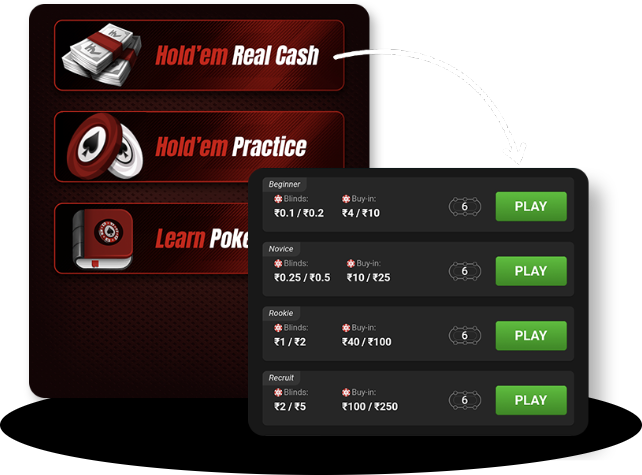 Hold'em Real Cash
Hold'em Practice
Learn Poke
Beginner
Blinds: Buy-in:
₹0.1 / ₹0.2 ₹4 / ₹10 6 PLAY
Novice
Blinds: Buy-in:
₹0.25 / ₹0.5 ₹10 / ₹25 6 PLAY
Rookie
Blinds: Buy-in:
₹1 / ₹2 ₹40 / ₹100 6 PLAY
Recruit
Blinds: Buy-in:
₹2 / ₹5 ₹100 / ₹250 6 PLAY